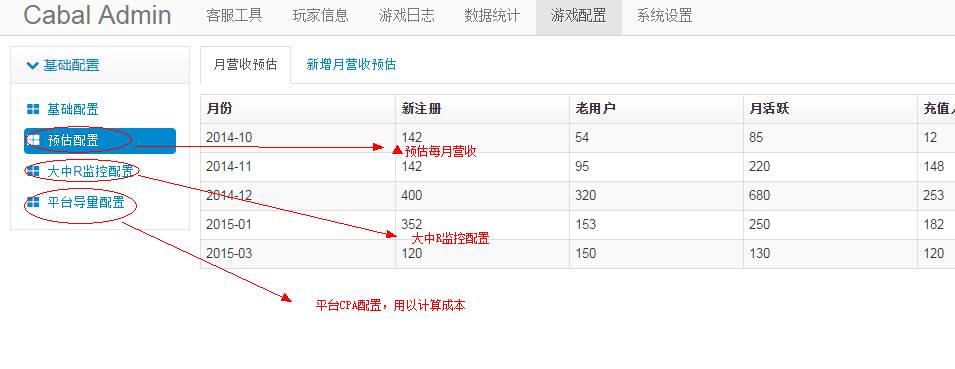 Cabal Admin 客服工具 玩家信息 游戏日志 数据统计 游戏配置 系统设置
基础配置
月营收预估 新增月营收预估
基础配置
预估配置
大中R监控配置
平台导量配置
月份 新注册 老用户 月活跃 充值
2014-10 142 54 85 12
预估每月营收
2014-11 142 95 220 148
2014-12 400 320 680 253
2015-01 352 153 250 182
大中R监控配置
2015-03 120 150 130 120
平台CPA配置，用以计算成本